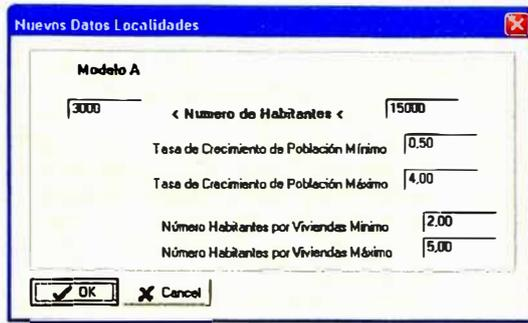 Nuevos Datos Localidades
Modelo A
3000 < Numero de Habitantes < 15000
Tasa de Crecimiento de Población Mínimo 0,50
Tasa de Crecimiento de Población Máximo 4,00
Número Habitantes por Viviendas Minimo 2,00
Número Habitantes por Viviendas Máximo 5,00
OK Cancel